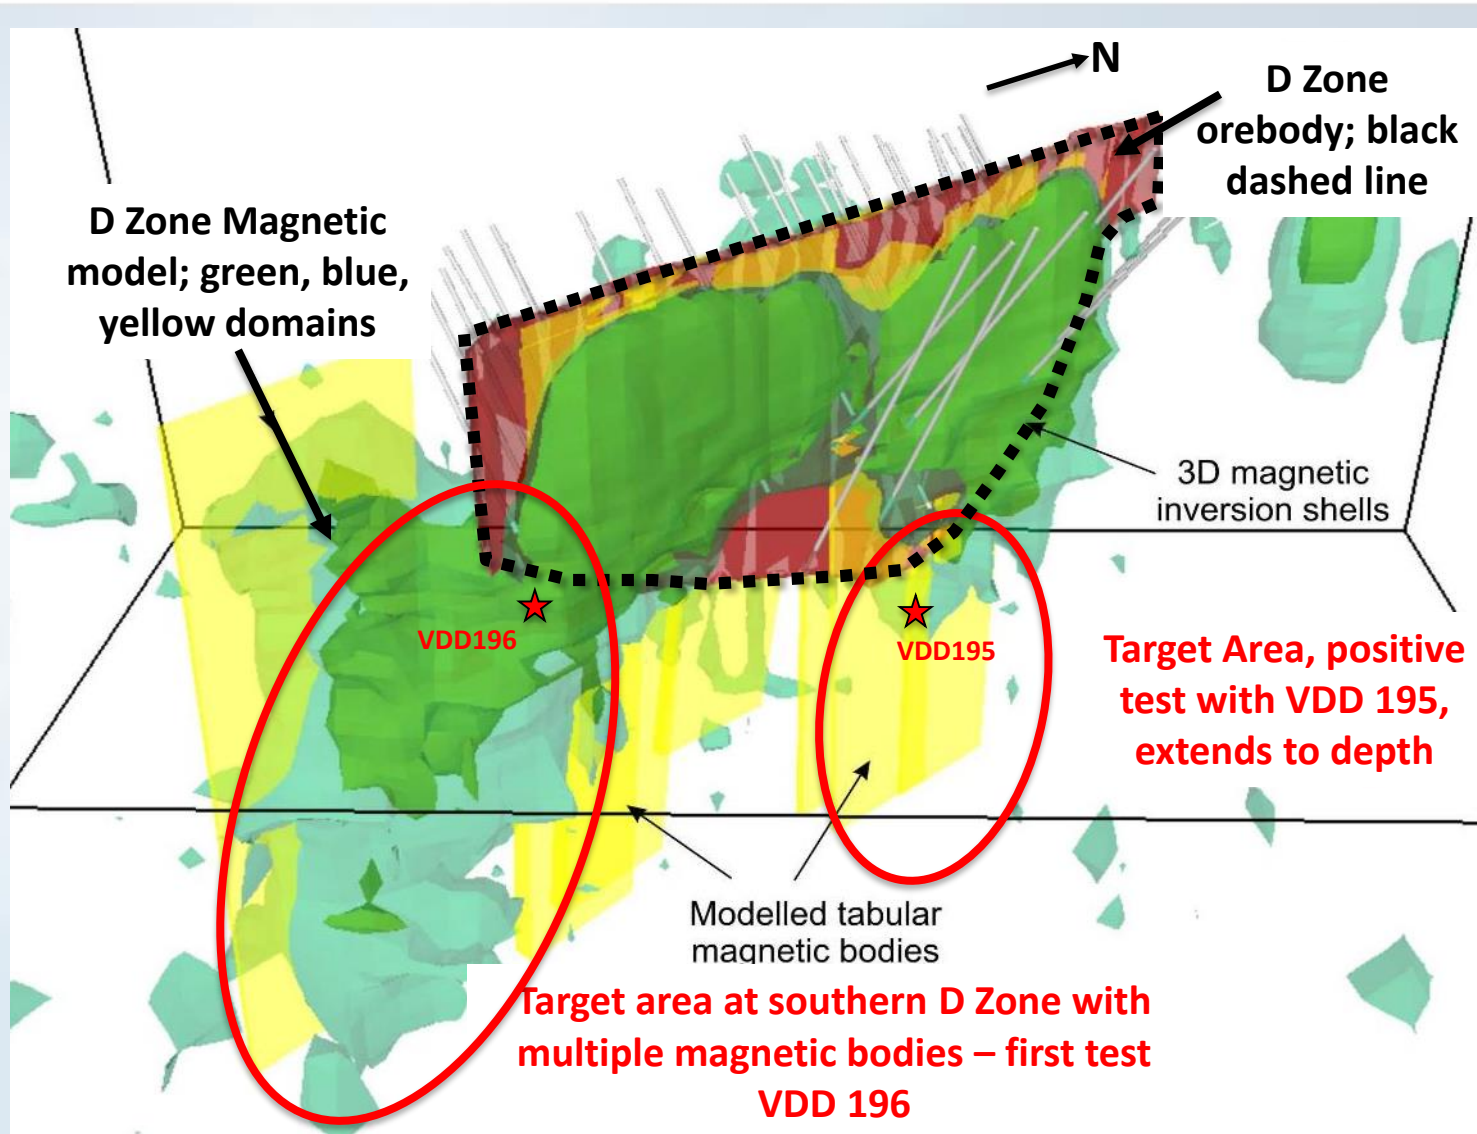 N
D Zone
orebody; black
dashed line
D Zone Magnetic
model; green, blue,
yellow domains
3D magnetic
inversion shells
VDD196
VDD195
Target Area, positive
test with VDD 195,
extends to depth
Modelled tabular
magnetic bodies
Target area at southern D Zone with
multiple magnetic bodies – first test
VDD 196